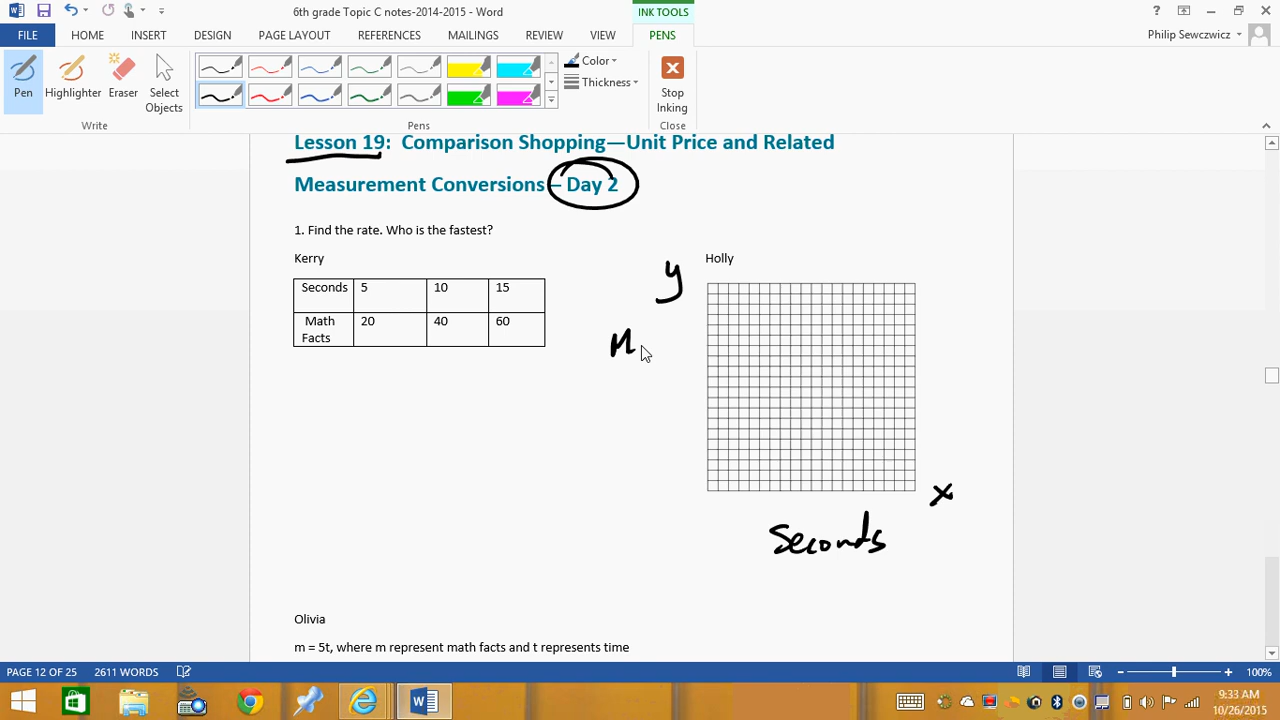 6th grade Topic C notes-2014-2015 - Word
INK TOOLS
FILE HOME INSERT DESIGN PAGE LAYOUT REFERENCES MAILINGS REVIEW VIEW PENS
Philip Sewczwicz
Pen Highlighter Eraser Select Objects
Color
Thickness
Stop Inking
Write Pens Close
Lesson 19: Comparison Shopping—Unit Price and Related
Measurement Conversions – Day 2
1. Find the rate. Who is the fastest?
Kerry
Seconds 5 10 15
Math Facts 20 40 60
y
Holly
M
x
Seconds
Olivia
m = 5t, where m represent math facts and t represents time
PAGE 12 OF 25 2611 WORDS 100%
9:33 AM
10/26/2015